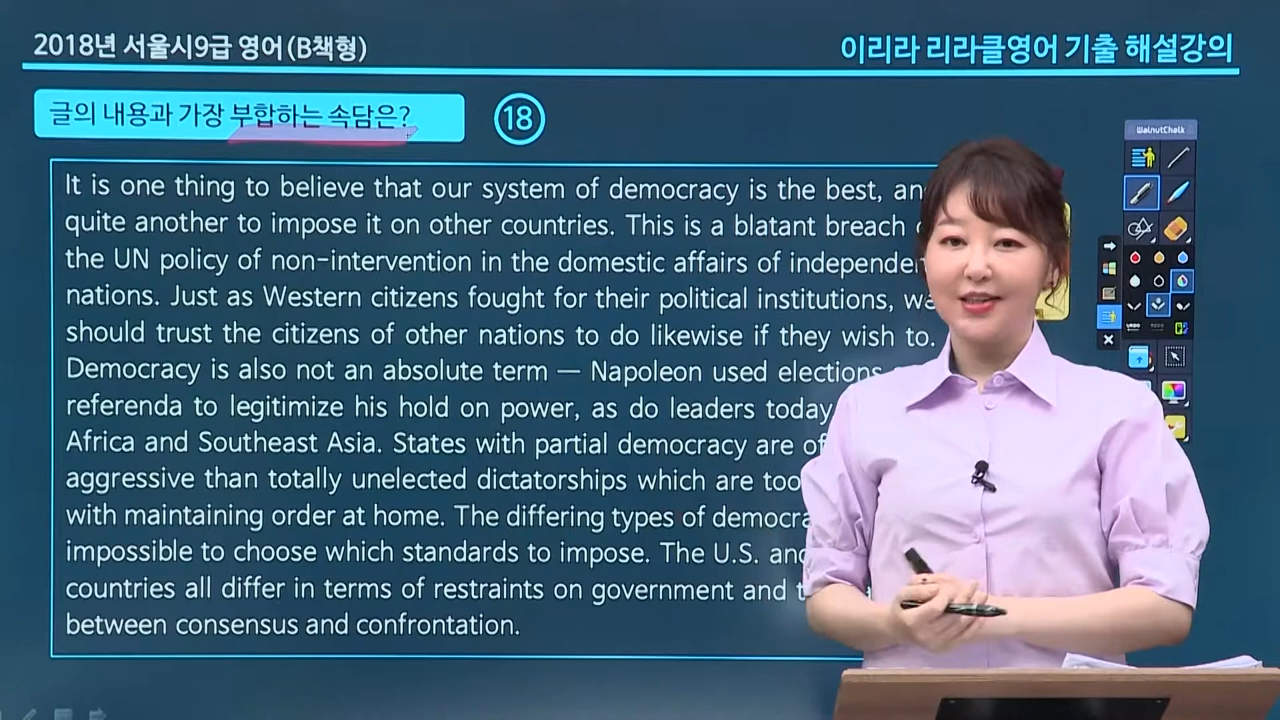 2018년 서울시9급 영어(B책형)
이리라 리라클영어 기출 해설강의
글의 내용과 가장 부합하는 속담은?
18
WalnutChalk
It is one thing to believe that our system of democracy is the best,
quite another to impose it on other countries. This is a blatant breach
the UN policy of non-intervention in the domestic affairs of
nations. Just as Western citizens fought for their political institutions,
should trust the citizens of other nations to do likewise if they wish to.
Democracy is also not an absolute term — Napoleon used elections
referenda to legitimize his hold on power, as do leaders today
Africa and Southeast Asia. States with partial democracy are
aggressive than totally unelected dictatorships which are too
with maintaining order at home. The differing types of
impossible to choose which standards to impose. The U.S.
countries all differ in terms of restraints on government and
between consensus and confrontation.
UNDO
REDO